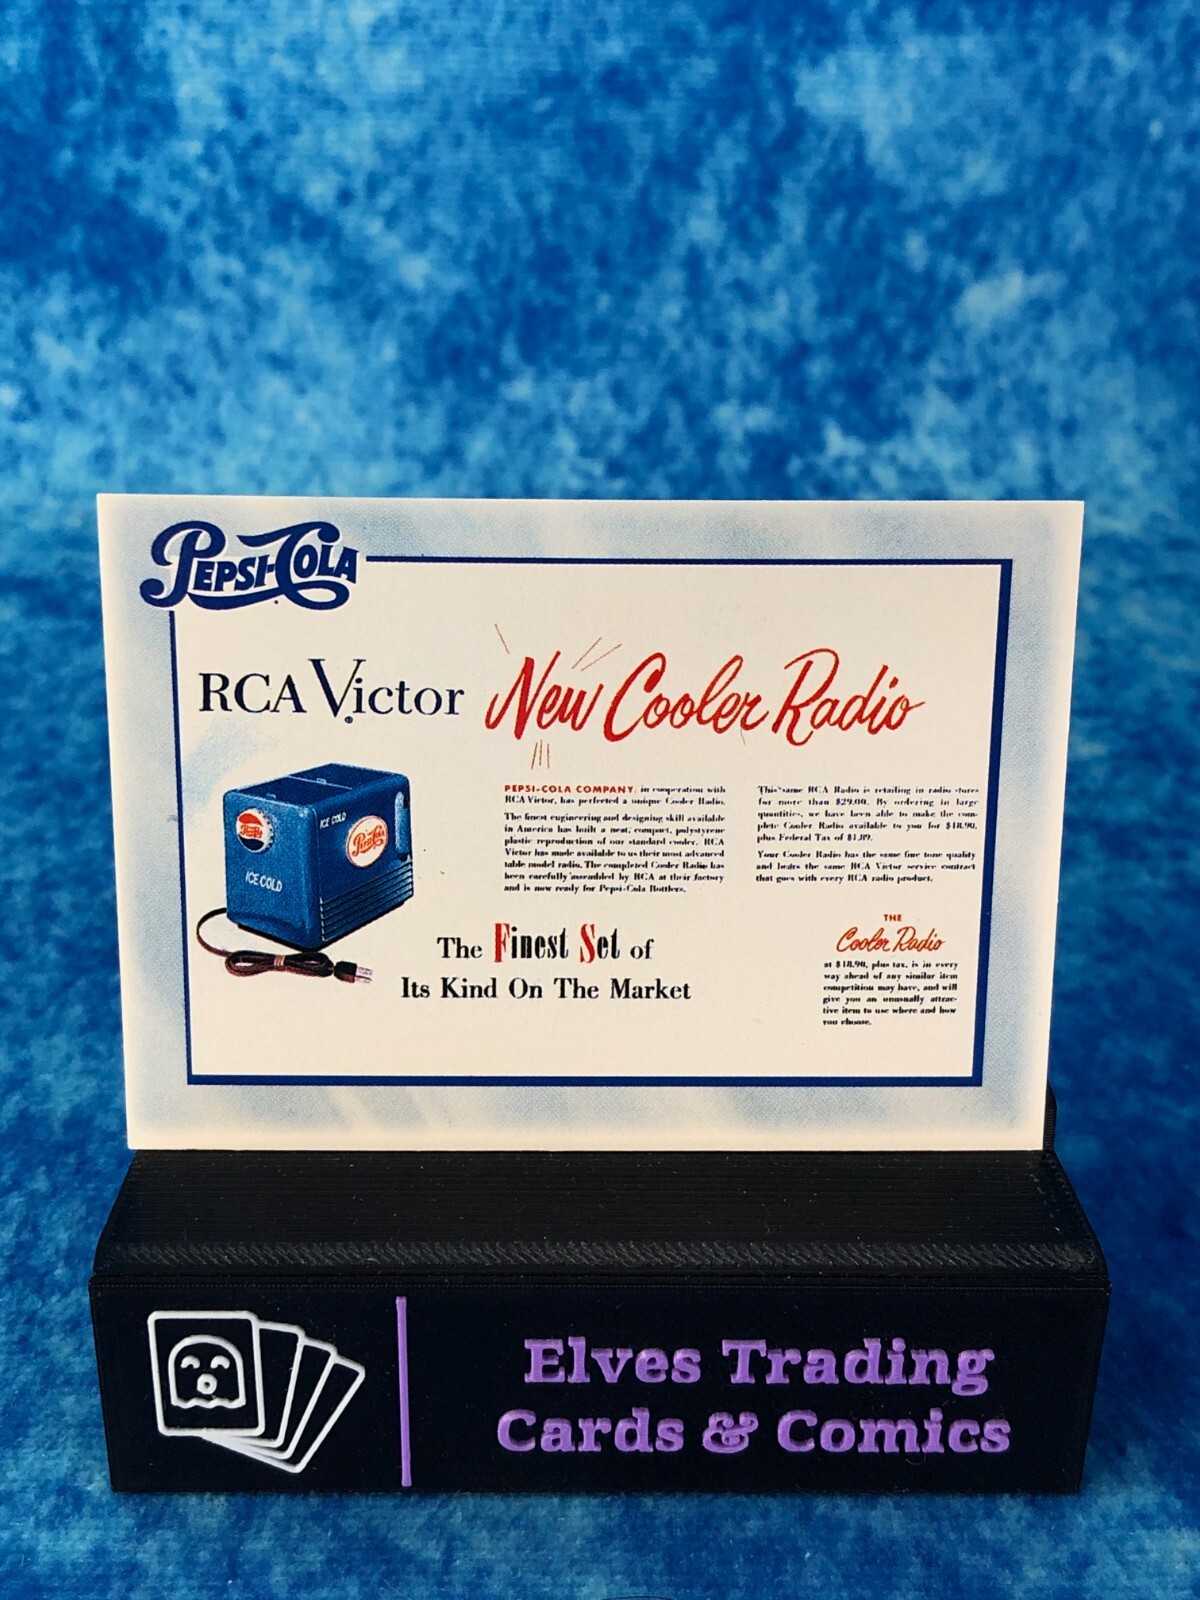 PEPSI-COLA
RCA Victor
New Cooler Radio
ICE COLD
Pepsi-Cola
ICE COLD
PEPSI-COLA COMPANY, in cooperation with
RCA Victor, has perfected a unique Cooler Radio.
The finest engineering and designing skill available
in America has built a neat, compact, polystyrene
plastic reproduction of our standard cooler. RCA
Victor has made available to us their most advanced
table model radio. The completed Cooler Radio has
been carefully assembled by RCA at their factory
and is now ready for Pepsi-Cola Bottlers.
This same RCA Radio is retailing in radio stores
for more than $29.00. By ordering in large
quantities, we have been able to make the com-
plete Cooler Radio available to you for $18.90,
plus Federal Tax of $1.89.
Your Cooler Radio has the same fine tone quality
and bears the same RCA Victor service contract
that goes with every RCA radio product.
The Finest Set of
Its Kind On The Market
THE
Cooler Radio
at $18.90, plus tax, is in every
way ahead of any similar item
competition may have, and will
give you an unusually attrac-
tive item to use where and how
you choose.
Elves Trading
Cards & Comics